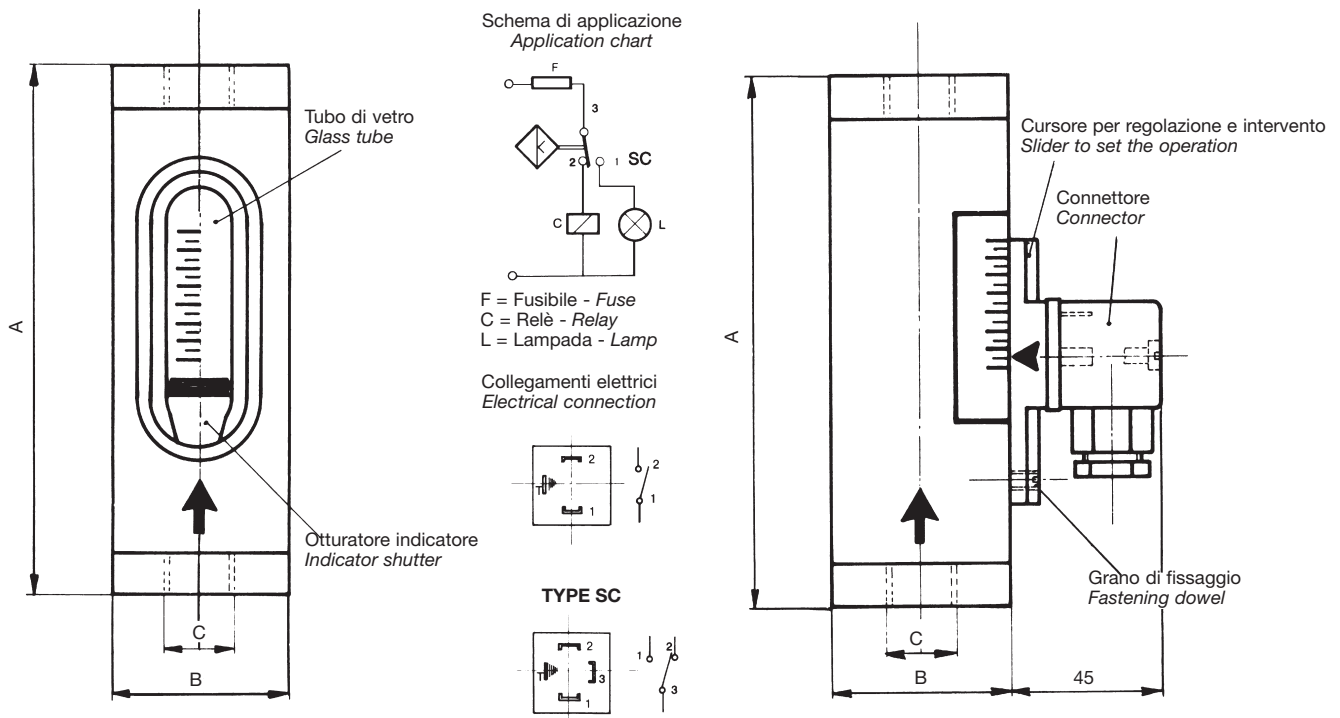 A
Tubo di vetro
Glass tube
Otturatore indicatore
Indicator shutter
C
B
Schema di applicazione
Application chart
F
3
2
1
SC
C
L
F = Fusibile - Fuse
C = Relè - Relay
L = Lampada - Lamp
Collegamenti elettrici
Electrical connection
2
T
1
2
1
TYPE SC
2
T
3
1
1
2
3
A
Cursore per regolazione e intervento
Slider to set the operation
Connettore
Connector
Grano di fissaggio
Fastening dowel
C
B
45